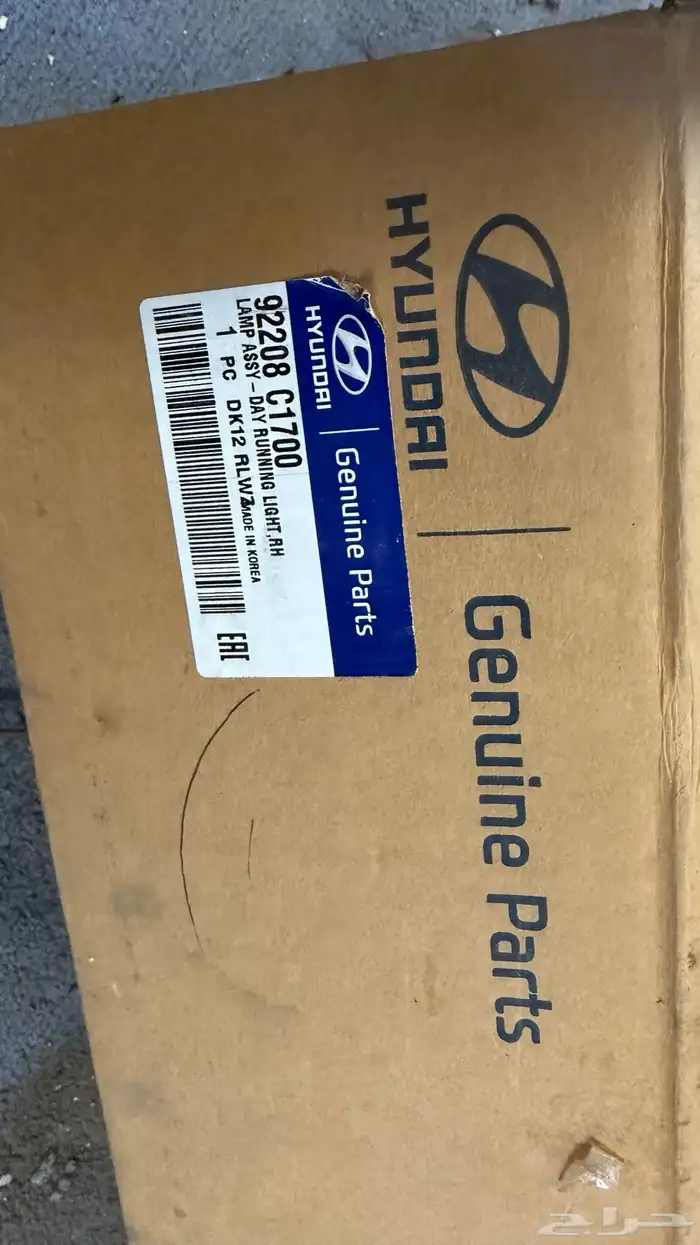 HYUNDAI | Genuine Parts
HYUNDAI | Genuine Parts
92208 C1700
LAMP ASSY-DAY RUNNING LIGHT,RH
1 PC DK12 RLWZ MADE IN KOREA
EAC
حراج